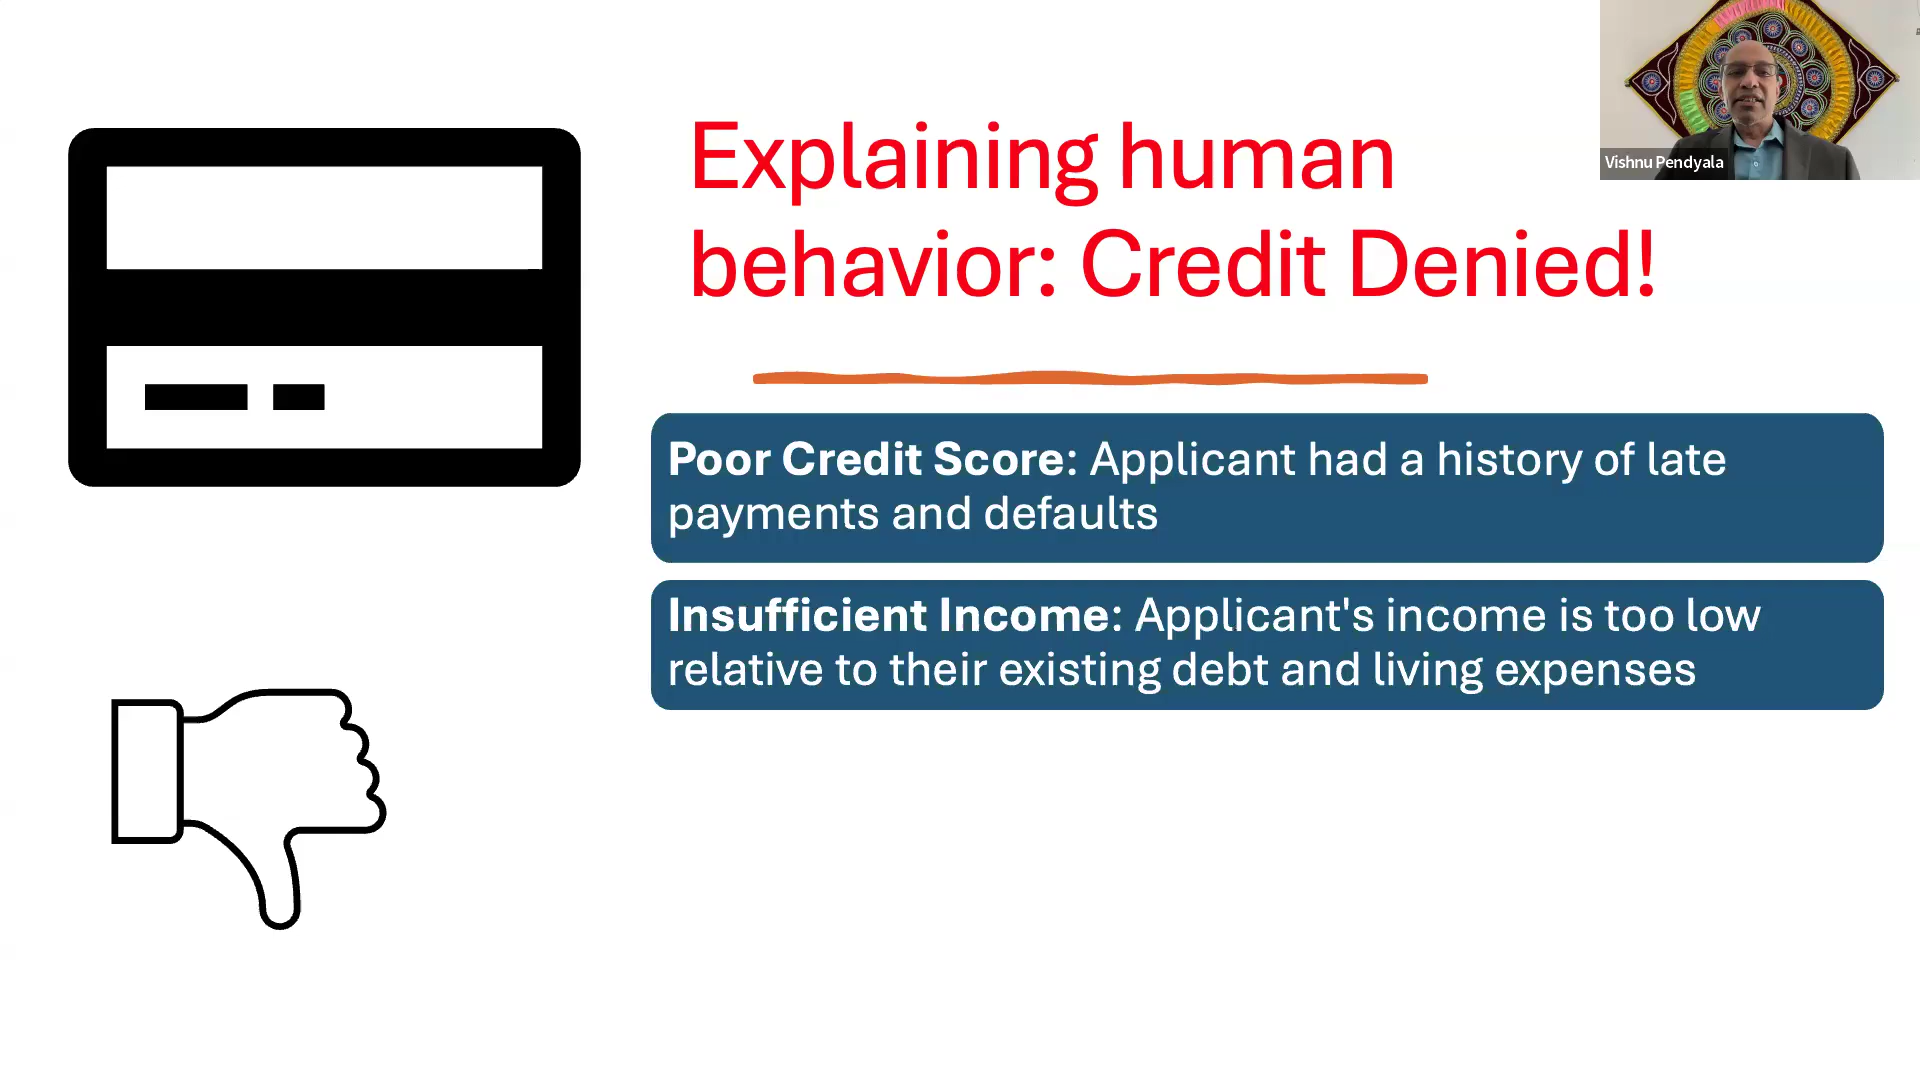 Explaining human
behavior: Credit Denied!
Vishnu Pendyala
Poor Credit Score: Applicant had a history of late
payments and defaults
Insufficient Income: Applicant's income is too low
relative to their existing debt and living expenses